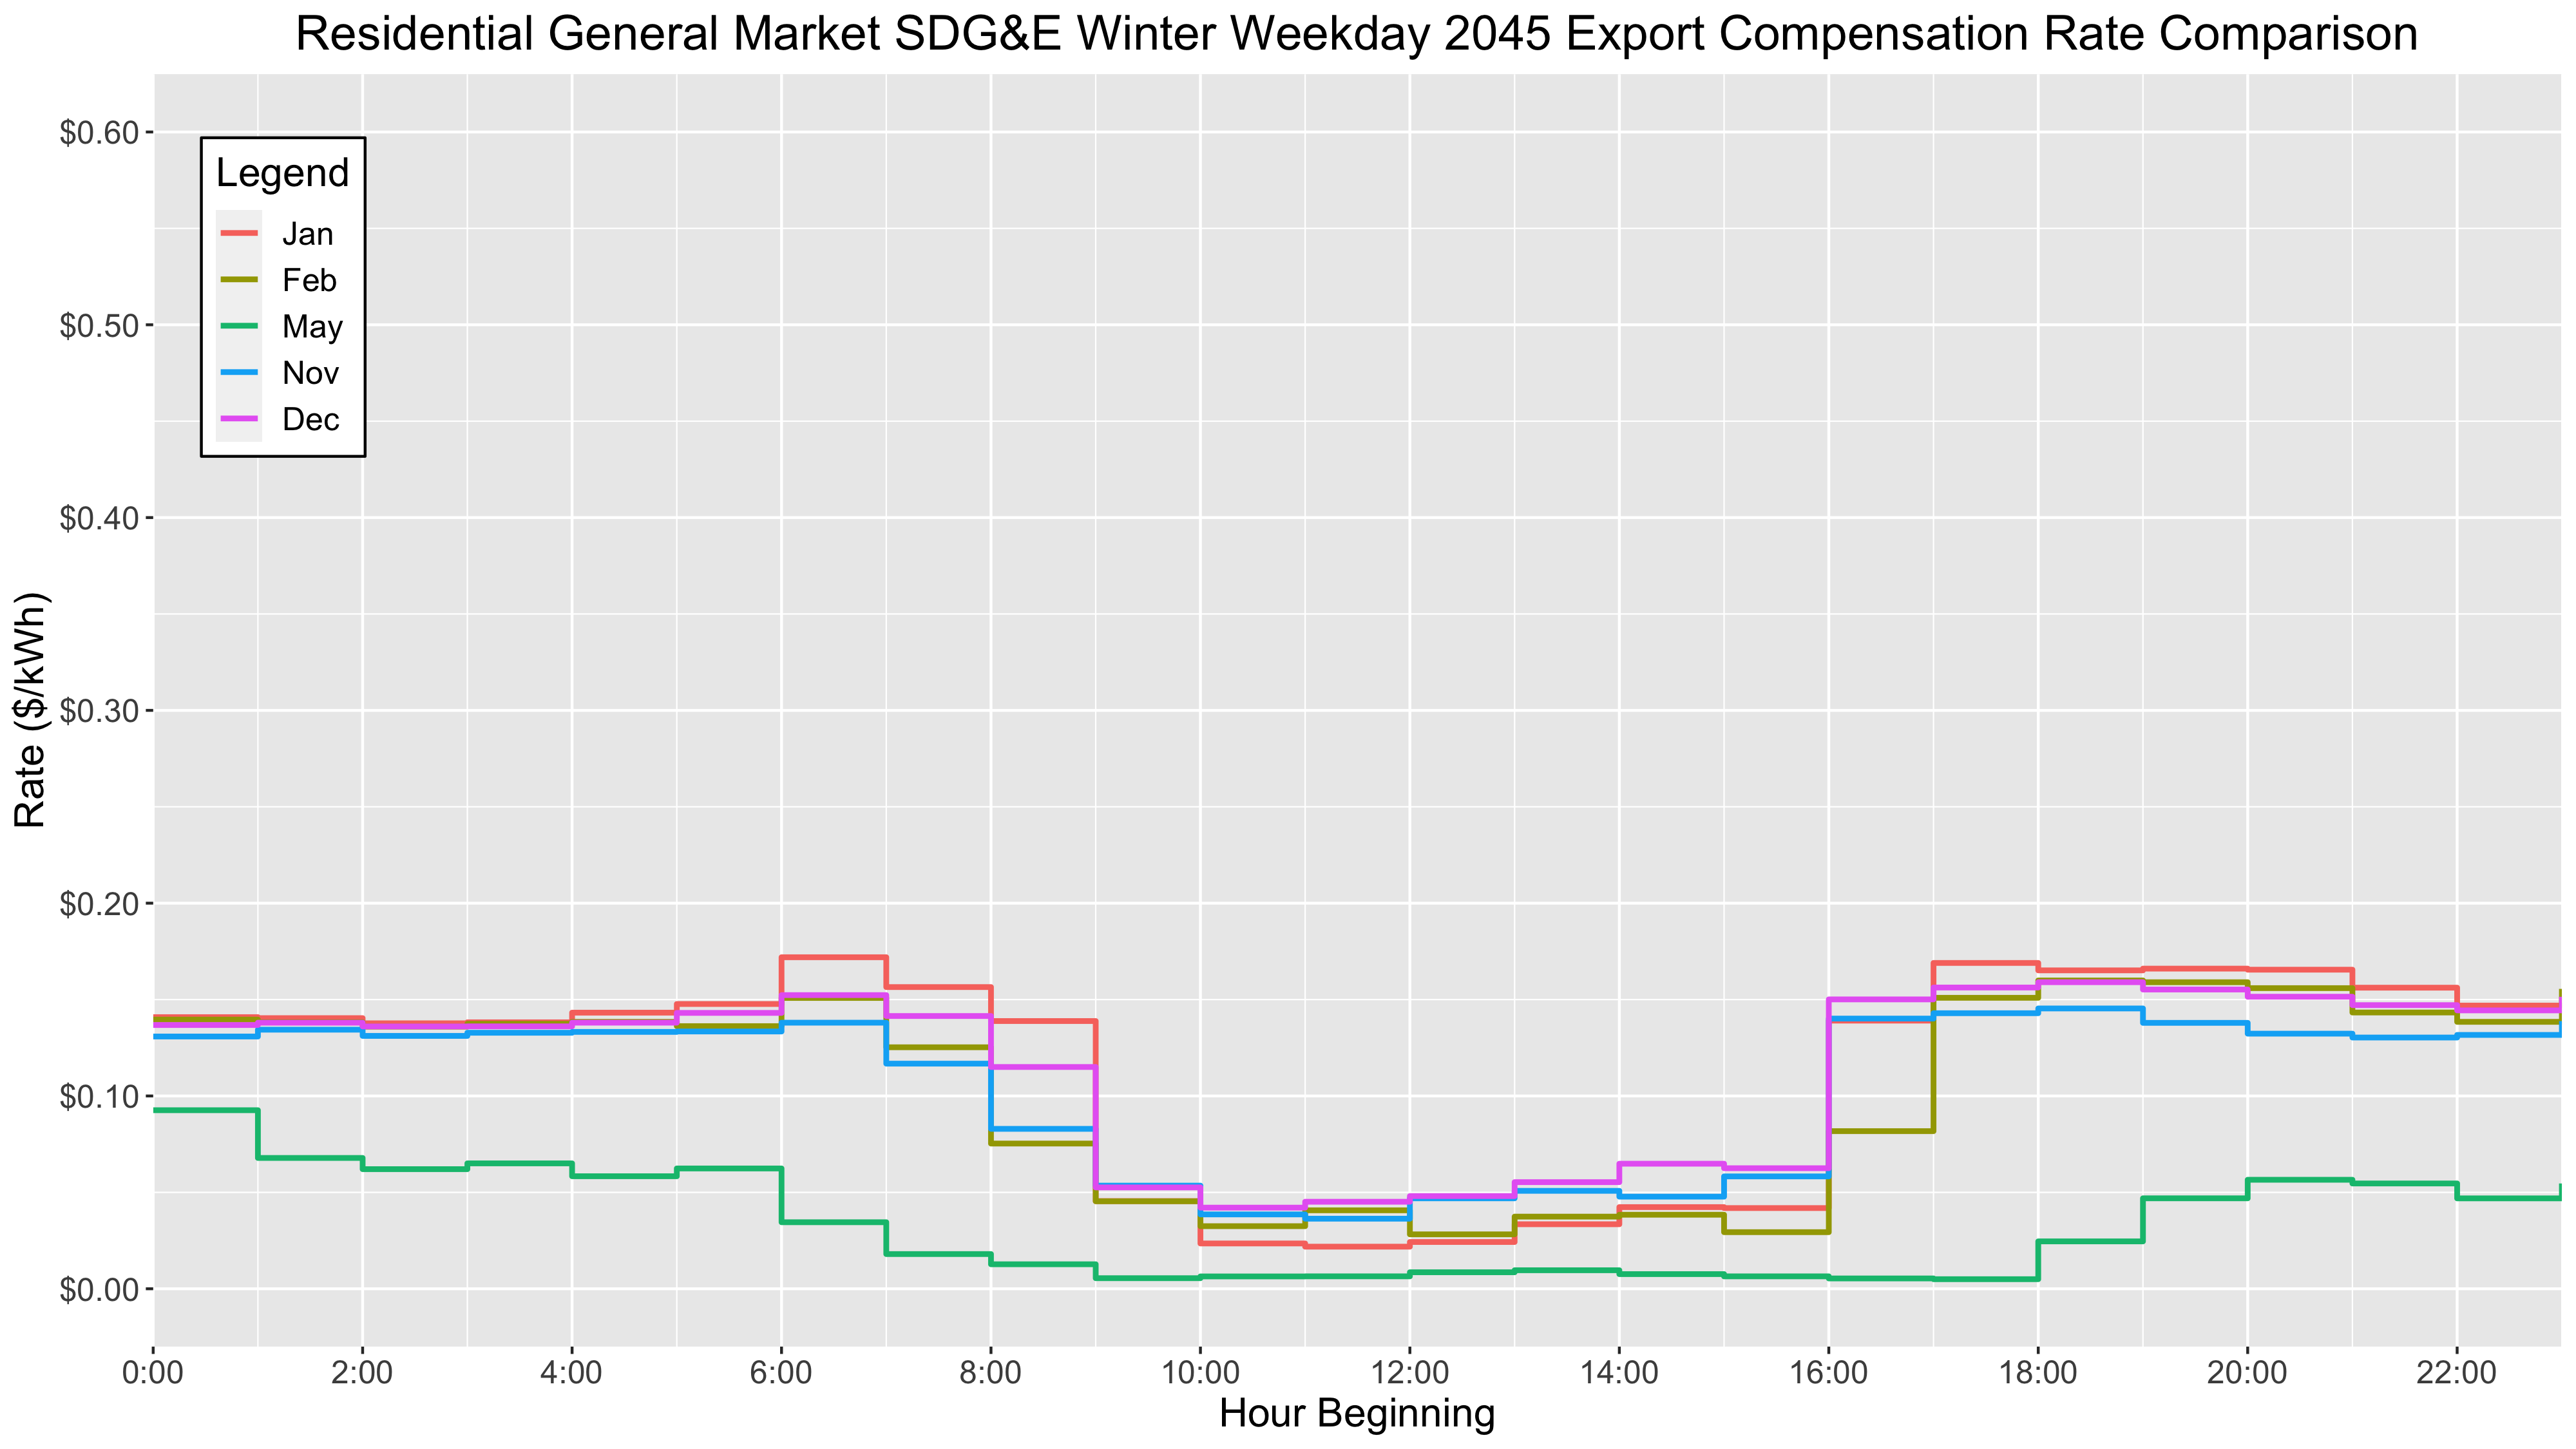 Residential General Market SDG&E Winter Weekday 2045 Export Compensation Rate Comparison
$0.60
$0.50
$0.40
$0.30
$0.20
$0.10
$0.00
Rate ($/kWh)
Legend
Jan
Feb
May
Nov
Dec
0:00 2:00 4:00 6:00 8:00 10:00 12:00 14:00 16:00 18:00 20:00 22:00
Hour Beginning